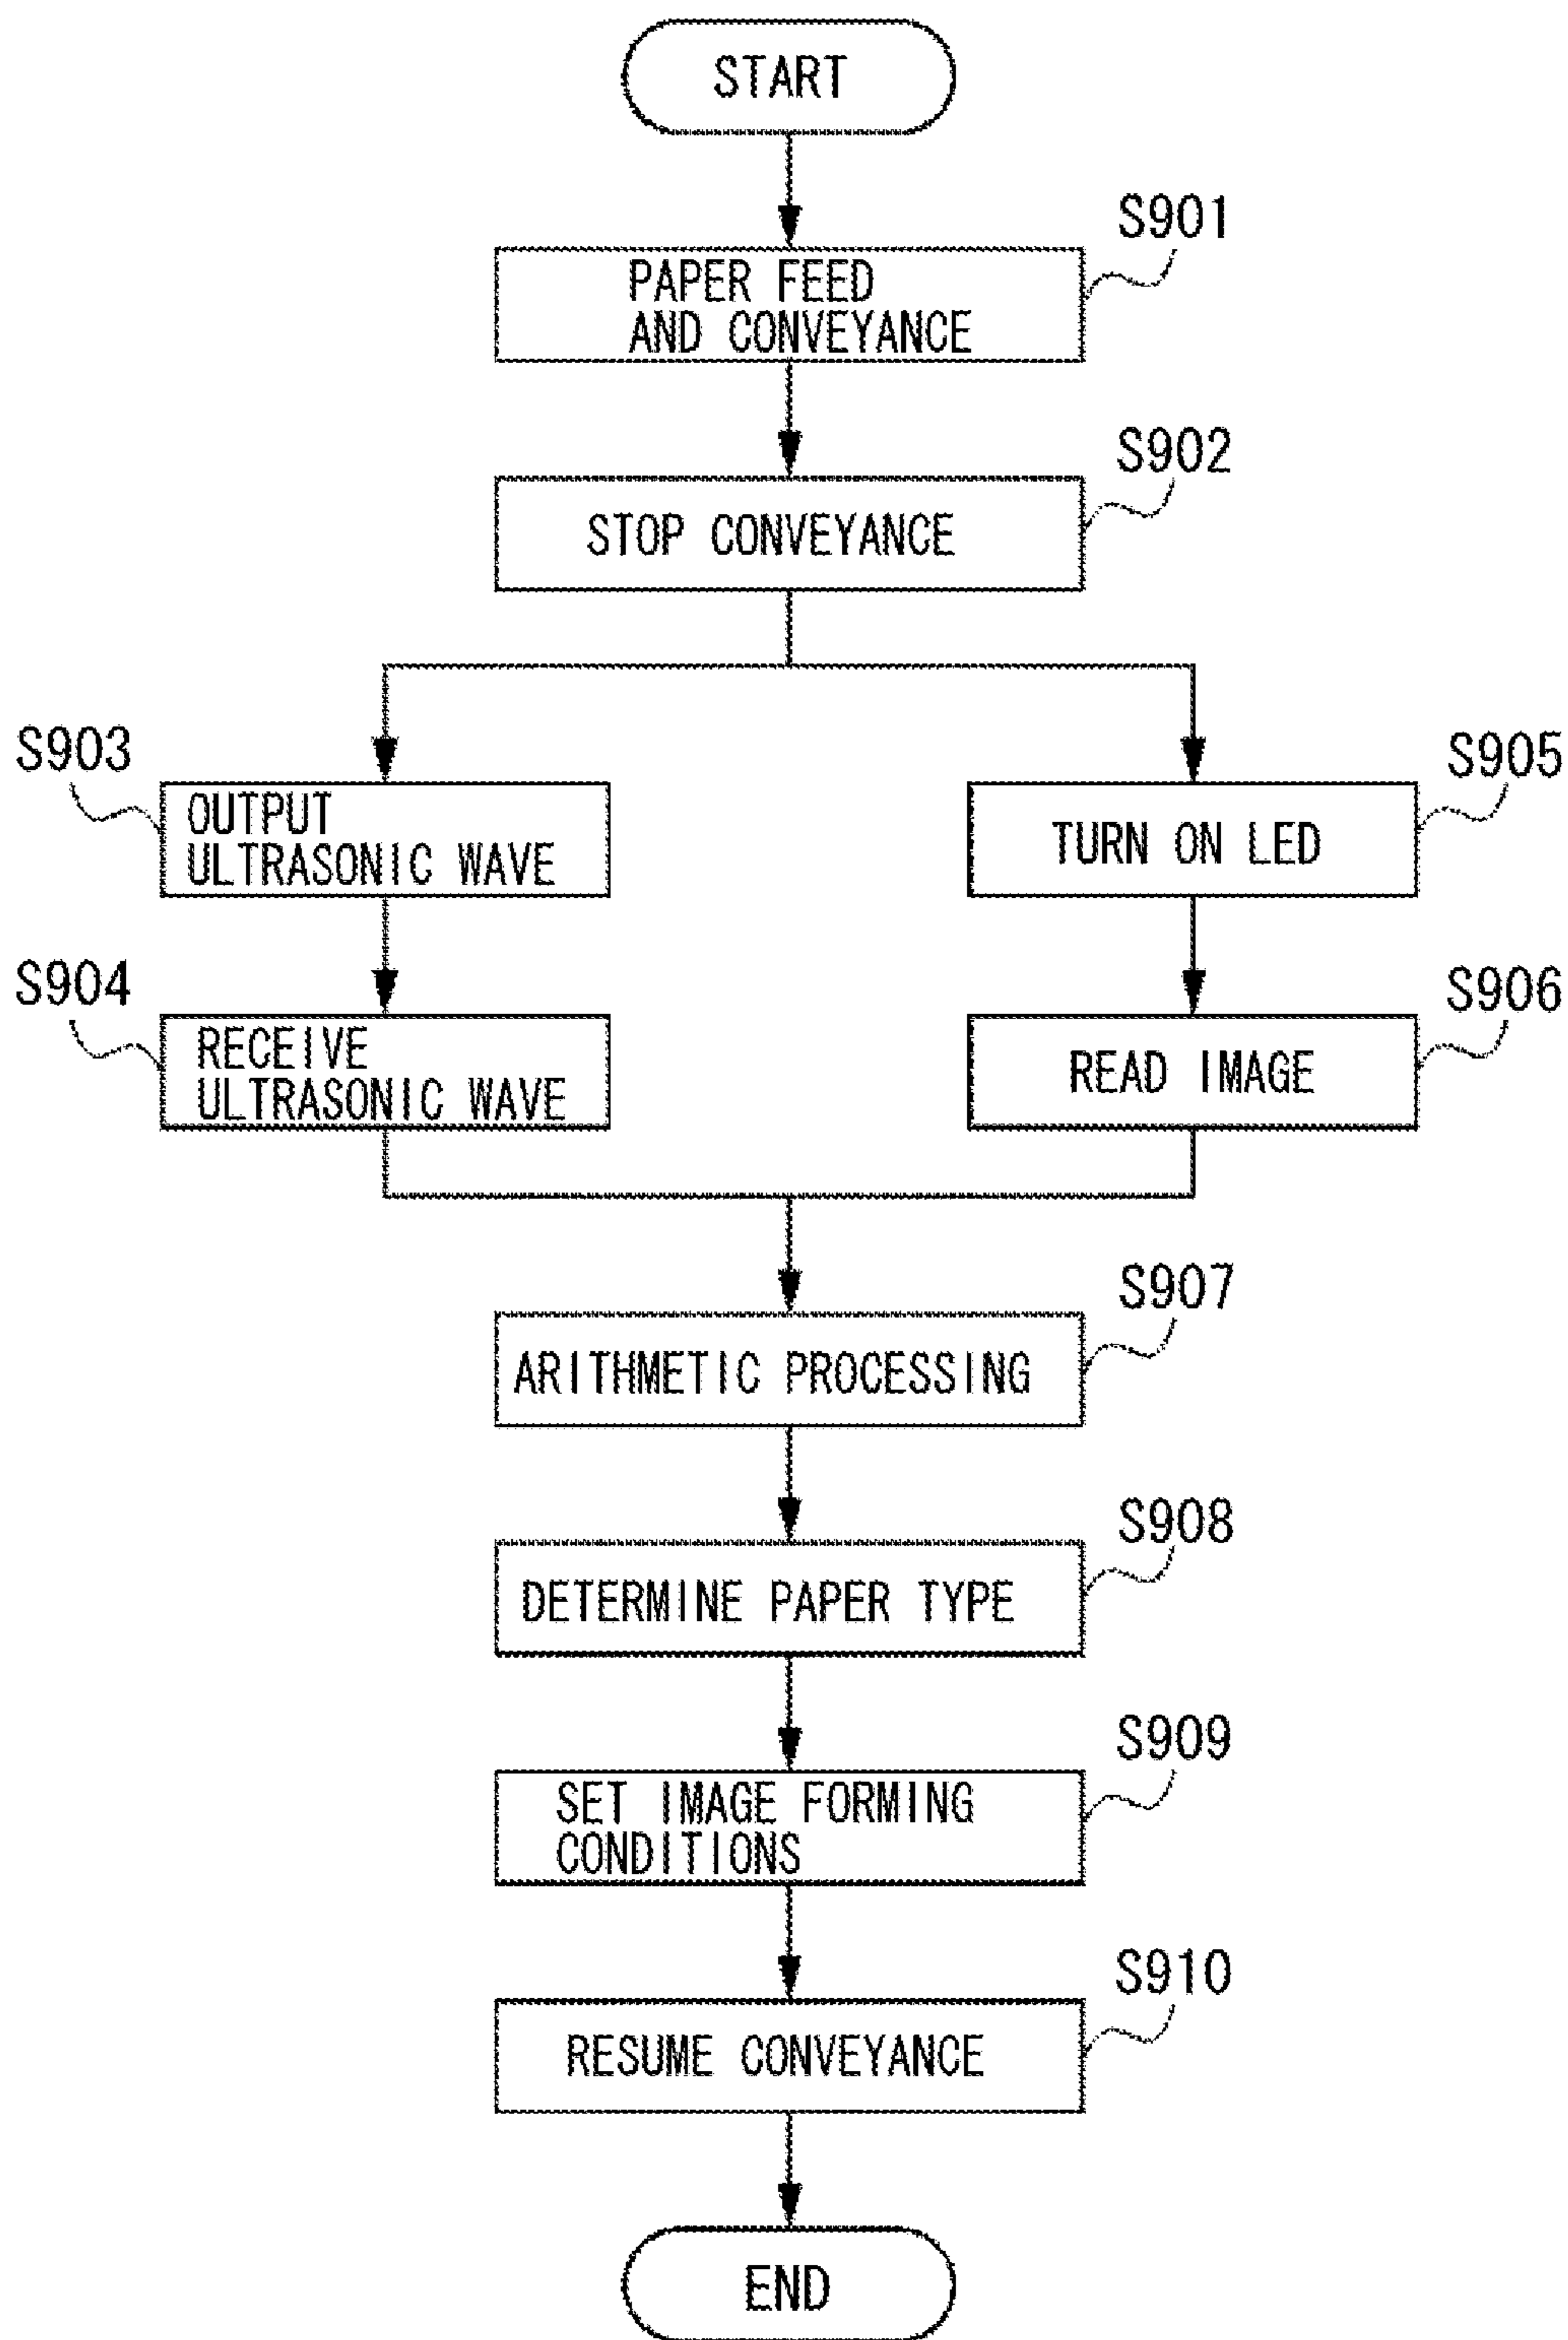 START
S901
PAPER FEED
AND CONVEYANCE
S902
STOP CONVEYANCE
S903
OUTPUT
ULTRASONIC WAVE
S905
TURN ON LED
S904
RECEIVE
ULTRASONIC WAVE
S906
READ IMAGE
S907
ARITHMETIC PROCESSING
S908
DETERMINE PAPER TYPE
S909
SET IMAGE FORMING
CONDITIONS
S910
RESUME CONVEYANCE
END